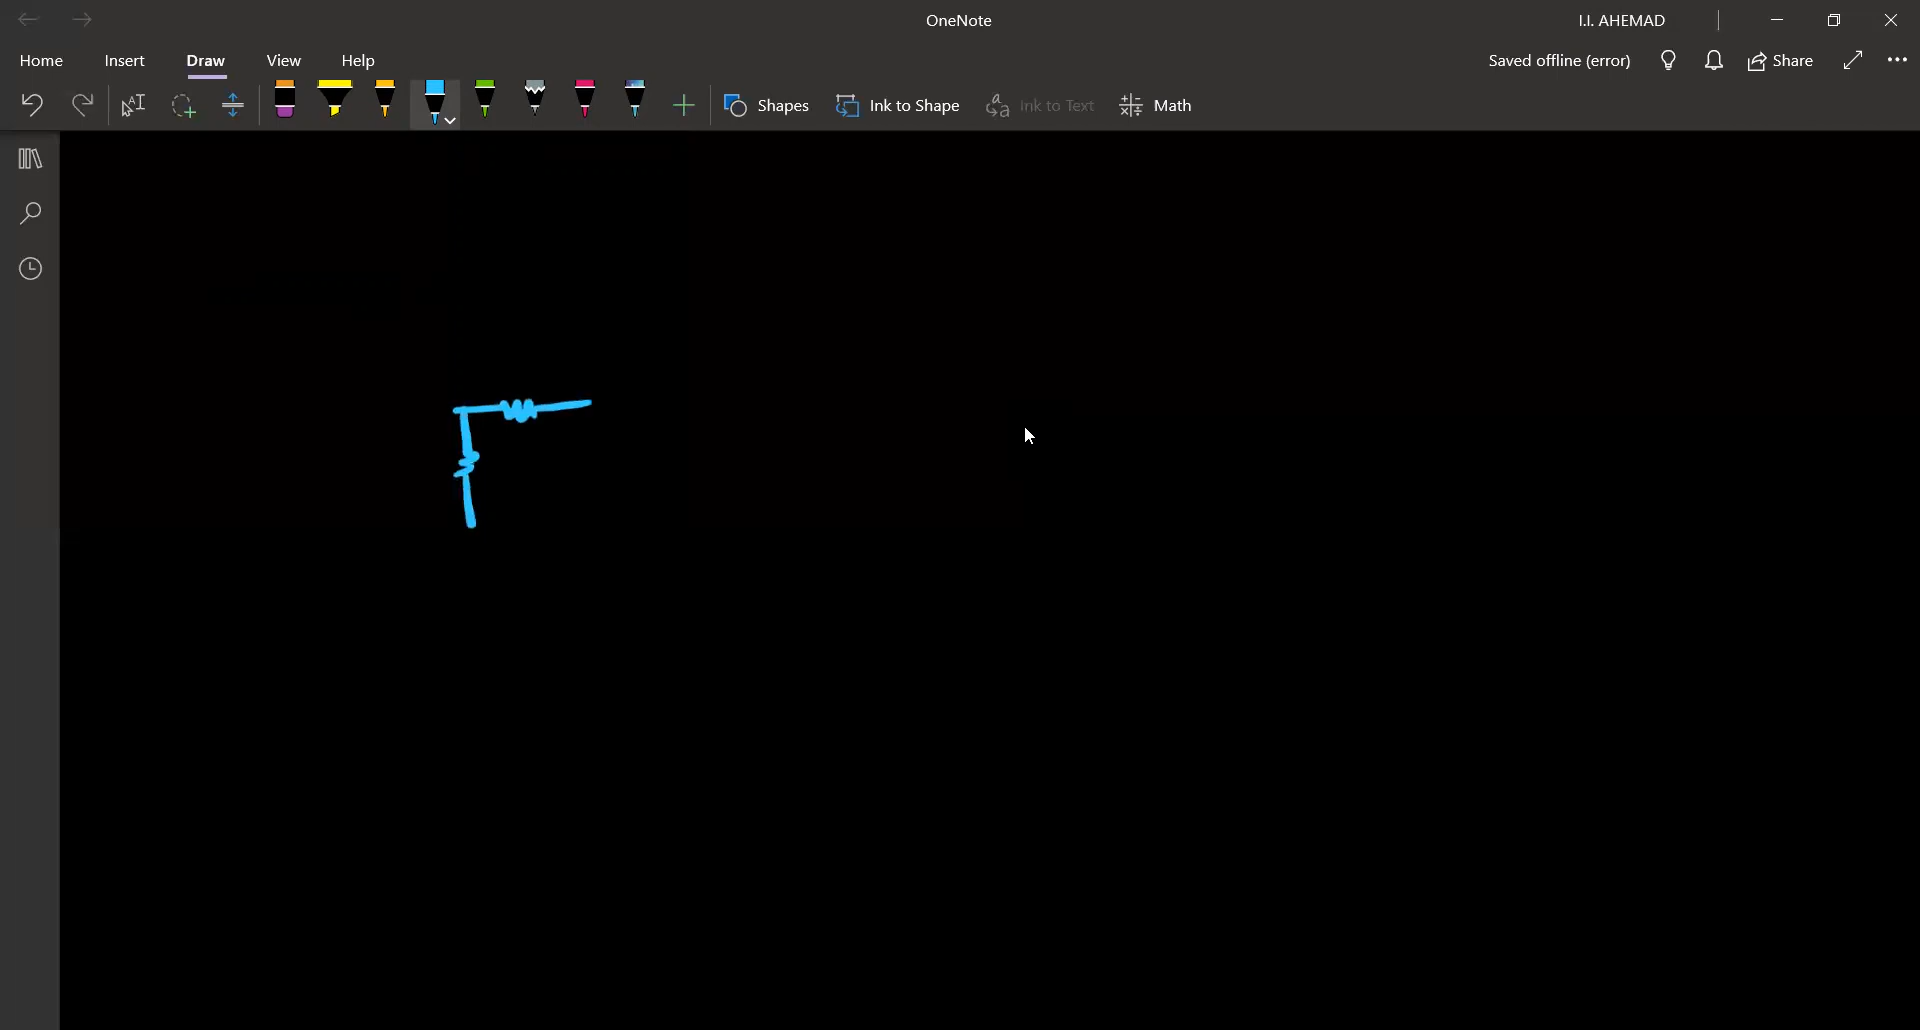 OneNote
I.I. AHEMAD
Home Insert Draw View Help
Saved offline (error)
Share
Shapes
Ink to Shape
Ink to Text
Math